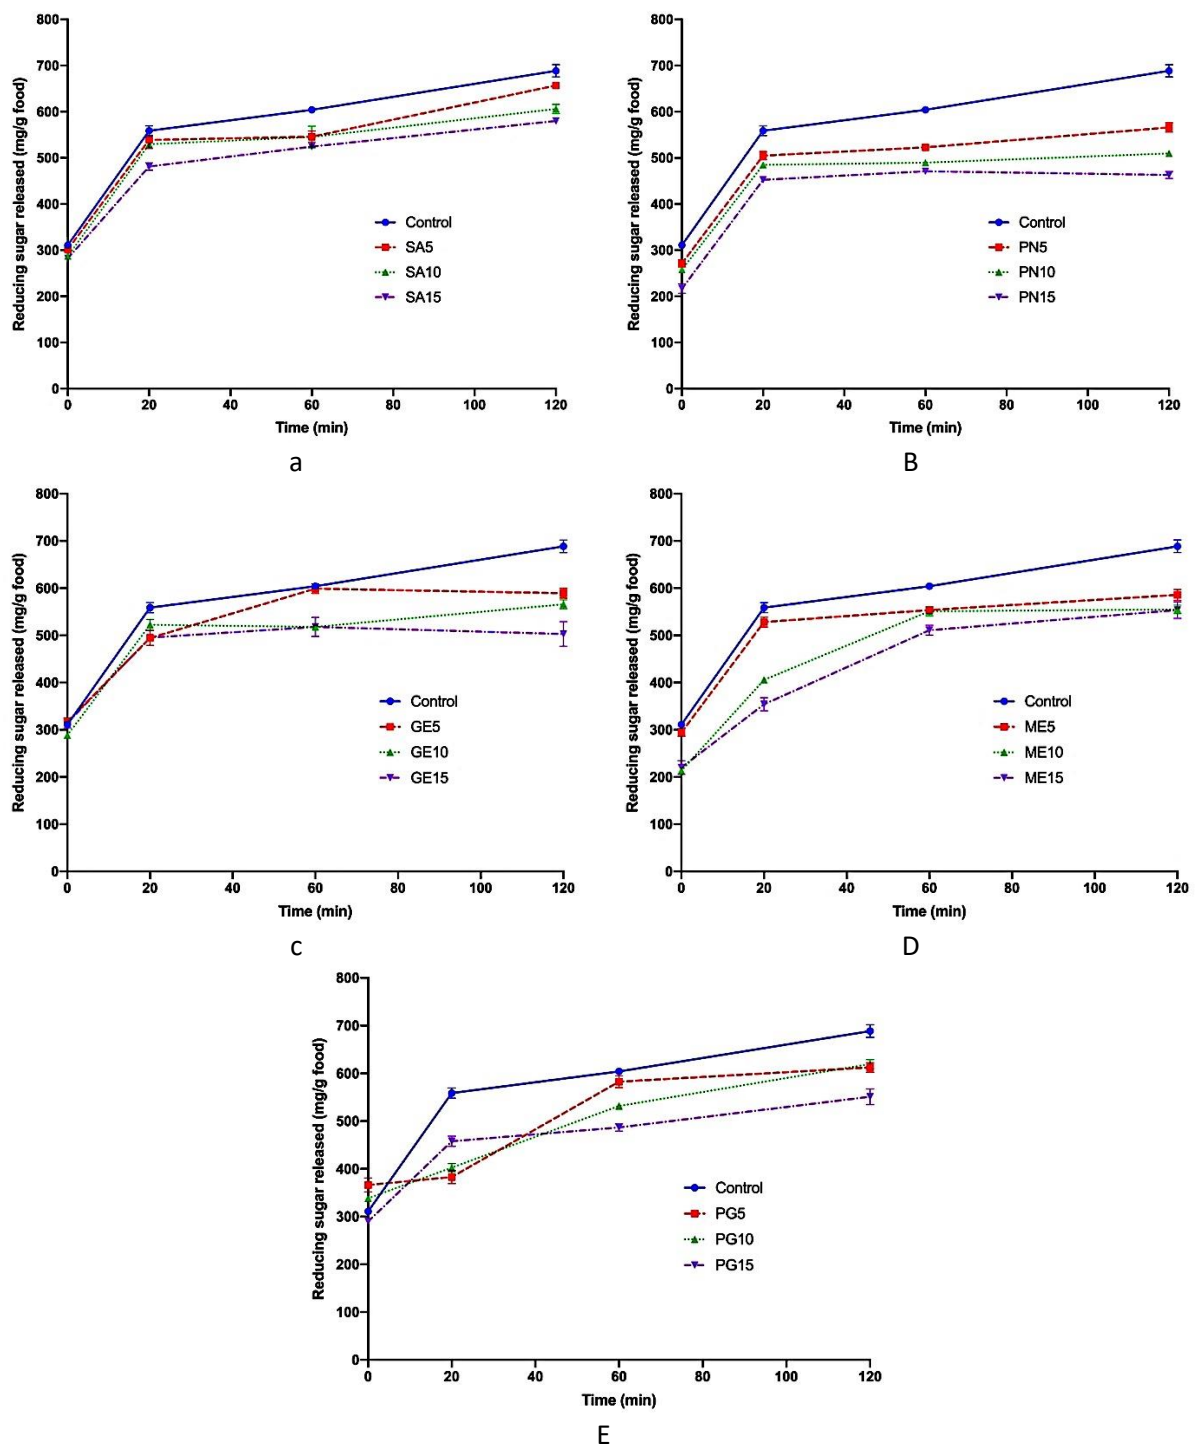 800
700
600
500
400
300
200
100
0
Reducing sugar released (mg/g food)
Control
SA5
SA10
SA15
0 20 40 60 80 100 120
Time (min)
a
800
700
600
500
400
300
200
100
0
Reducing sugar released (mg/g food)
Control
PN5
PN10
PN15
0 20 40 60 80 100 120
Time (min)
B
800
700
600
500
400
300
200
100
0
Reducing sugar released (mg/g food)
Control
GE5
GE10
GE15
0 20 40 60 80 100 120
Time (min)
c
800
700
600
500
400
300
200
100
0
Reducing sugar released (mg/g food)
Control
ME5
ME10
ME15
0 20 40 60 80 100 120
Time (min)
D
800
700
600
500
400
300
200
100
0
Reducing sugar released (mg/g food)
Control
PG5
PG10
PG15
0 20 40 60 80 100 120
Time (min)
E